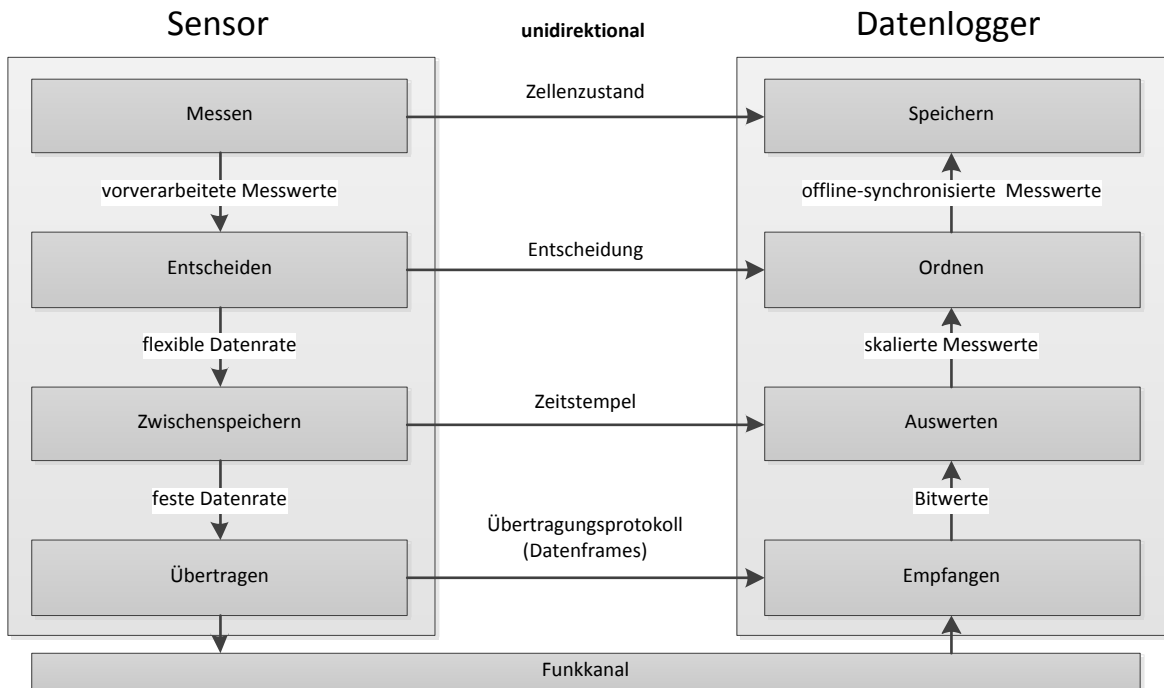 Sensor
unidirektional
Datenlogger
Messen
Zellenzustand
Speichern
vorverarbeitete Messwerte
offline-synchronisierte Messwerte
Entscheiden
Entscheidung
Ordnen
flexible Datenrate
skalierte Messwerte
Zwischenspeichern
Zeitstempel
Auswerten
feste Datenrate
Bitwerte
Übertragungsprotokoll
(Datenframes)
Übertragen
Empfangen
Funkkanal